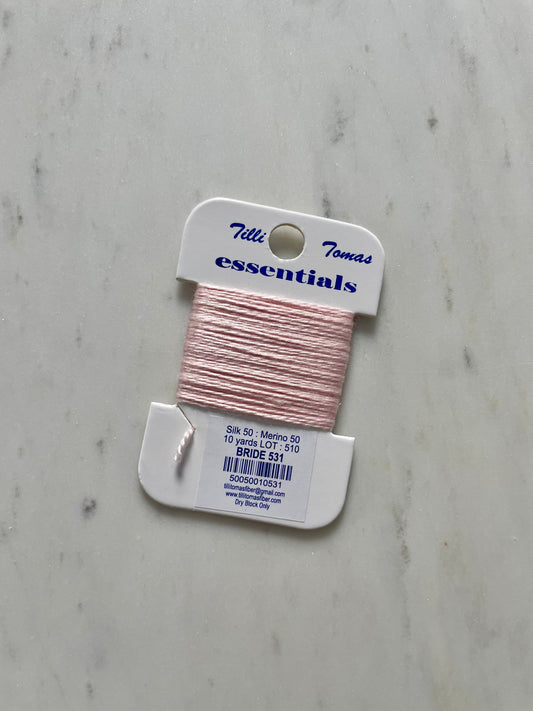 Tilli Tomas
essentials
Silk 50 : Merino 50
10 yards LOT : 510
BRIDE 531
50050010531
tillitomasfiber@gmail.com
www.tillitomasfiber.com
Dry Block Only